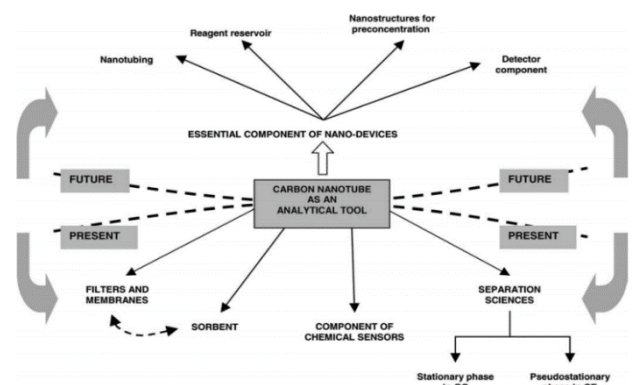 Nanostructures for
preconcentration
Reagent reservoir
Nanotubing
Detector
component
ESSENTIAL COMPONENT OF NANO-DEVICES
FUTURE
CARBON NANOTUBE
AS AN
ANALYTICAL TOOL
FUTURE
PRESENT
PRESENT
FILTERS AND
MEMBRANES
SORBENT
COMPONENT OF
CHEMICAL SENSORS
SEPARATION
SCIENCES
Stationary phase
Pseudostationary